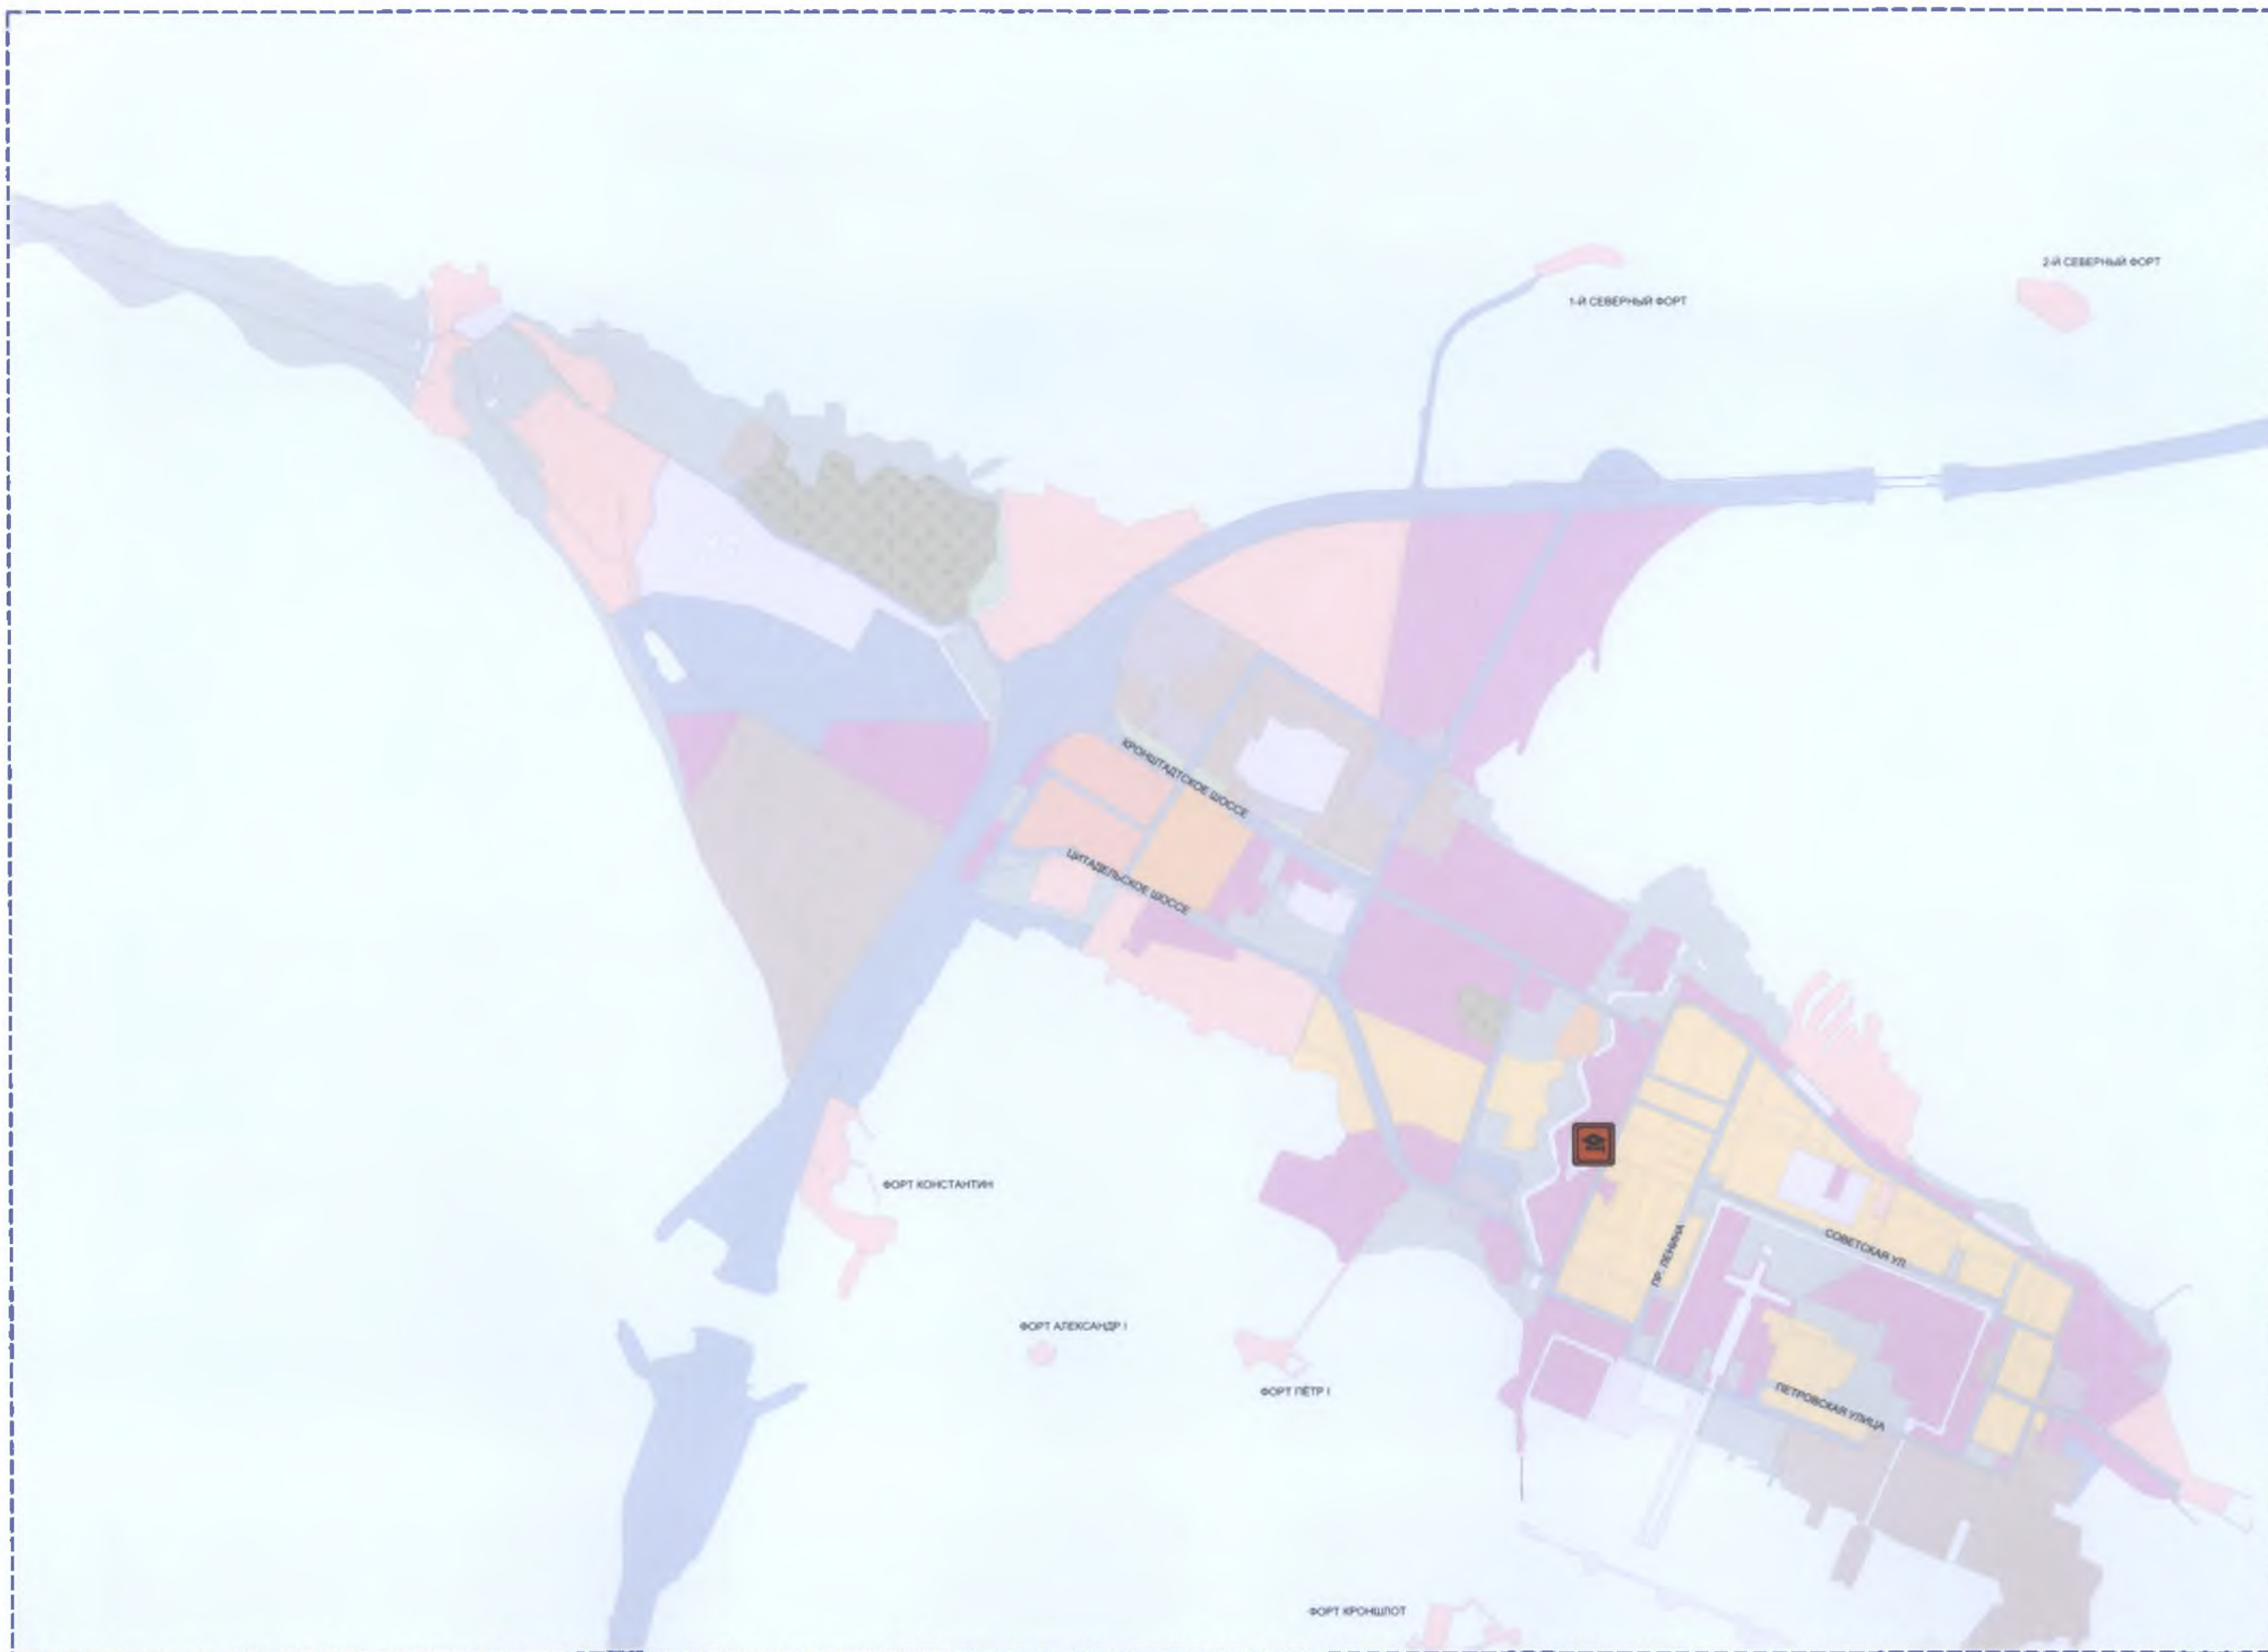 2-Й СЕВЕРНЫЙ ФОРТ
1-Й СЕВЕРНЫЙ ФОРТ
КРОНШТАДТСКОЕ ШОССЕ
ЦИТАДЕЛЬСКОЕ ШОССЕ
ФОРТ КОНСТАНТИН
ПР. ЛЕНИНА
СОВЕТСКАЯ УЛ.
ФОРТ АЛЕКСАНДР I
ФОРТ ПЁТР I
ПЕТРОВСКАЯ УЛИЦА
ФОРТ КРОНШЛОТ